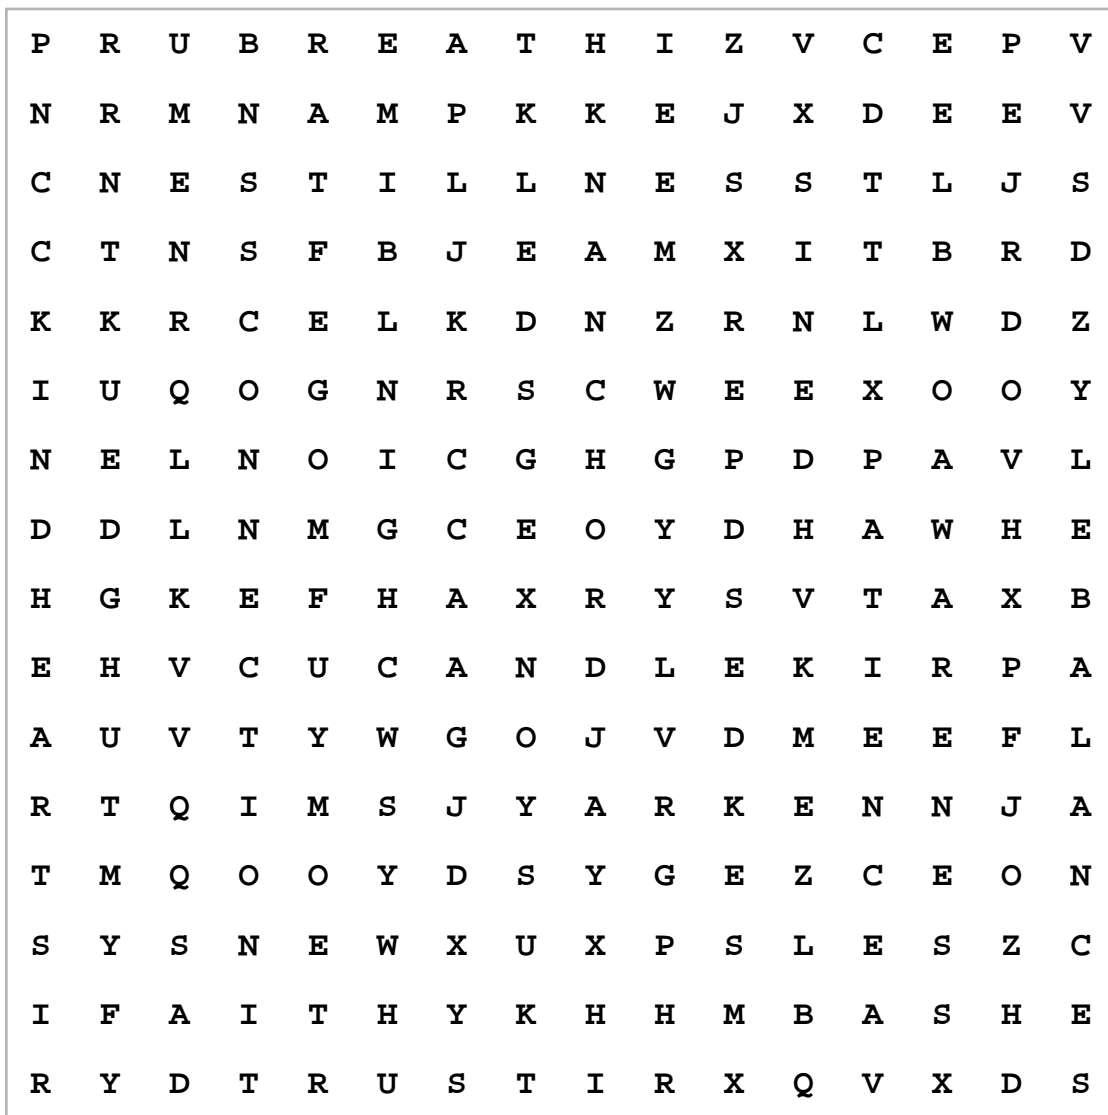 P R U B R E A T H I Z V C E P V
N R M N A M P K K E J X D E E V
C N E S T I L L N E S S T L J S
C T N S F B J E A M X I T B R D
K K R C E L K D N Z R N L W D Z
I U Q O G N R S C W E E X O O Y
N E L N O I C G H G P D P A V L
D D L N M G C E O Y D H A W H E
H G K E F H A X R Y S V T A X B
E H V C U C A N D L E K I R P A
A U V T Y W G O J V D M E E F L
R T Q I M S J Y A R K E N N J A
T M Q O O Y D S Y G E Z C E O N
S Y S N E W X U X P S L E S Z C
I F A I T H Y K H H M B A S H E
R Y D T R U S T I R X Q V X D S